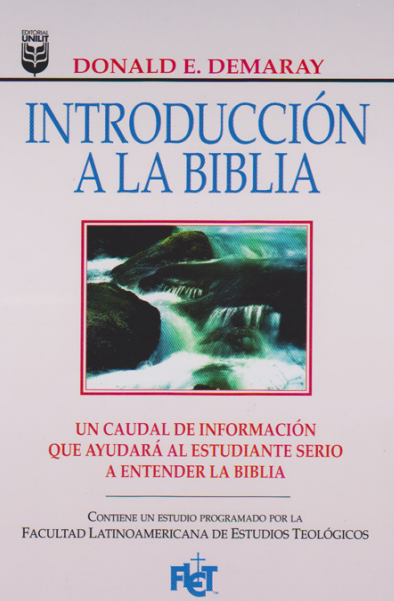 EDITORIAL
UNILIT
DONALD E. DEMARAY
INTRODUCCIÓN
A LA BIBLIA
UN CAUDAL DE INFORMACIÓN
QUE AYUDARÁ AL ESTUDIANTE SERIO
A ENTENDER LA BIBLIA
CONTIENE UN ESTUDIO PROGRAMADO POR LA
FACULTAD LATINOAMERICANA DE ESTUDIOS TEOLÓGICOS
FLET